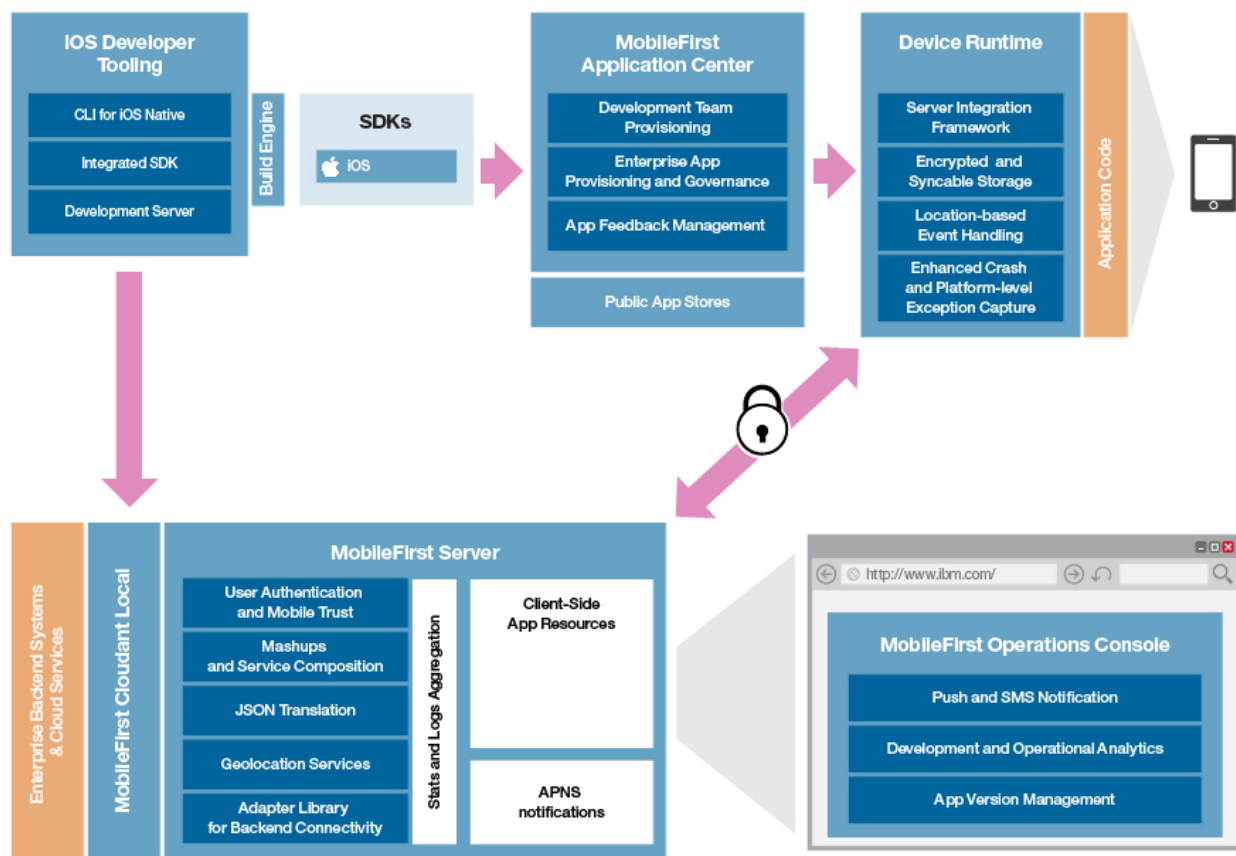 iOS Developer
Tooling
CLI for iOS Native
Integrated SDK
Development Server
Build Engine
SDKs
iOS
MobileFirst
Application Center
Development Team
Provisioning
Enterprise App
Provisioning and Governance
App Feedback Management
Public App Stores
Device Runtime
Server Integration
Framework
Encrypted and
Syncable Storage
Location-based
Event Handling
Enhanced Crash
and Platform-level
Exception Capture
Application Code
Enterprise Backend Systems
& Cloud Services
MobileFirst Cloudant Local
MobileFirst Server
User Authentication
and Mobile Trust
Mashups
and Service Composition
JSON Translation
Geolocation Services
Adapter Library
for Backend Connectivity
Stats and Logs Aggregation
Client-Side
App Resources
APNS
notifications
http://www.ibm.com/
MobileFirst Operations Console
Push and SMS Notification
Development and Operational Analytics
App Version Management